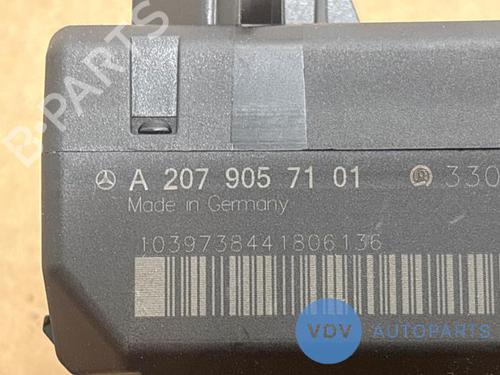 B-PARTS
A 207 905 71 01
330
Made in Germany
1039738441806136
VDV AUTOPARTS